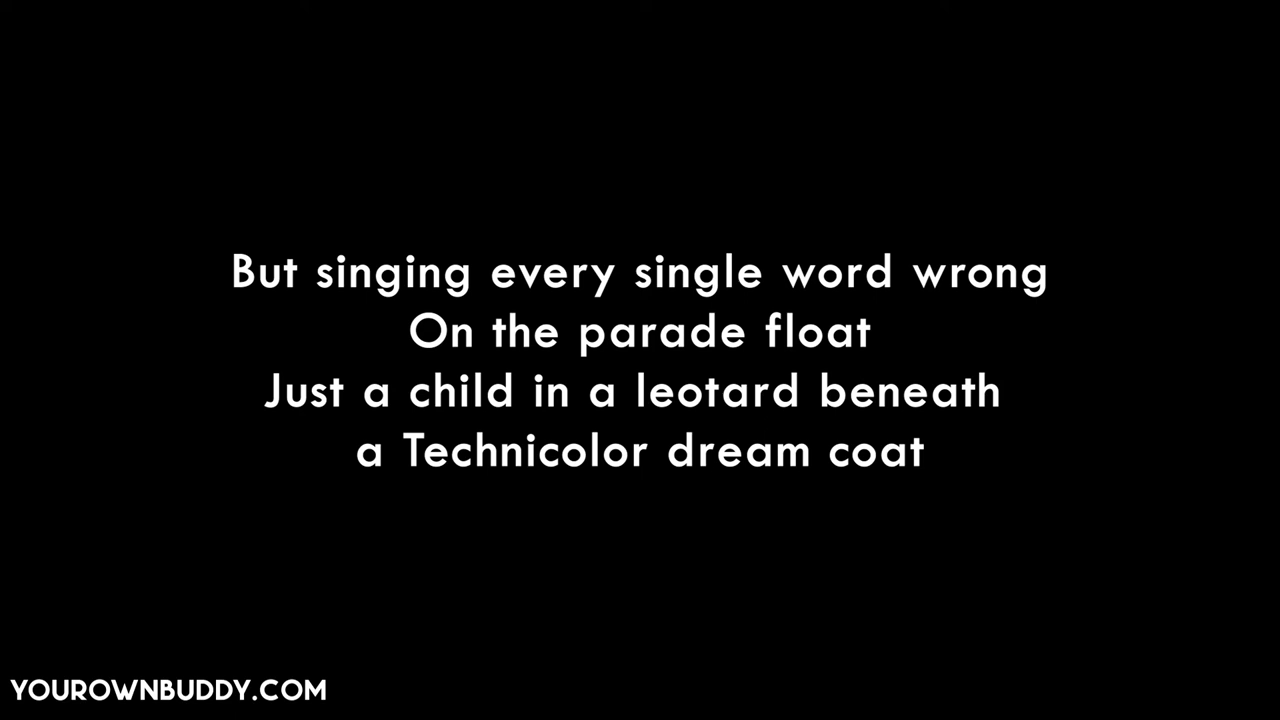 But singing every single word wrong
On the parade float
Just a child in a leotard beneath
a Technicolor dream coat
YOUROWNBUDDY.COM